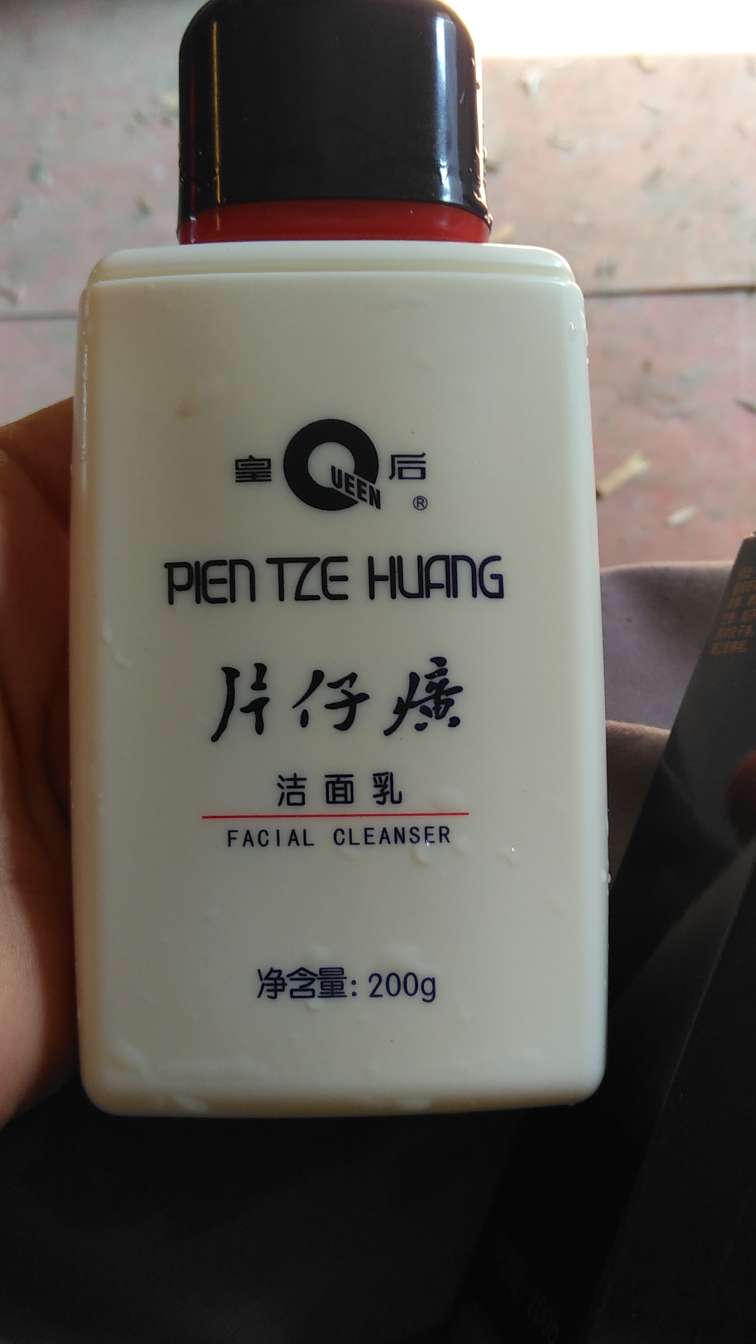 皇 QUEEN 后 ®
PIEN TZE HUANG
片仔癀
洁面乳
FACIAL CLEANSER
净含量: 200g